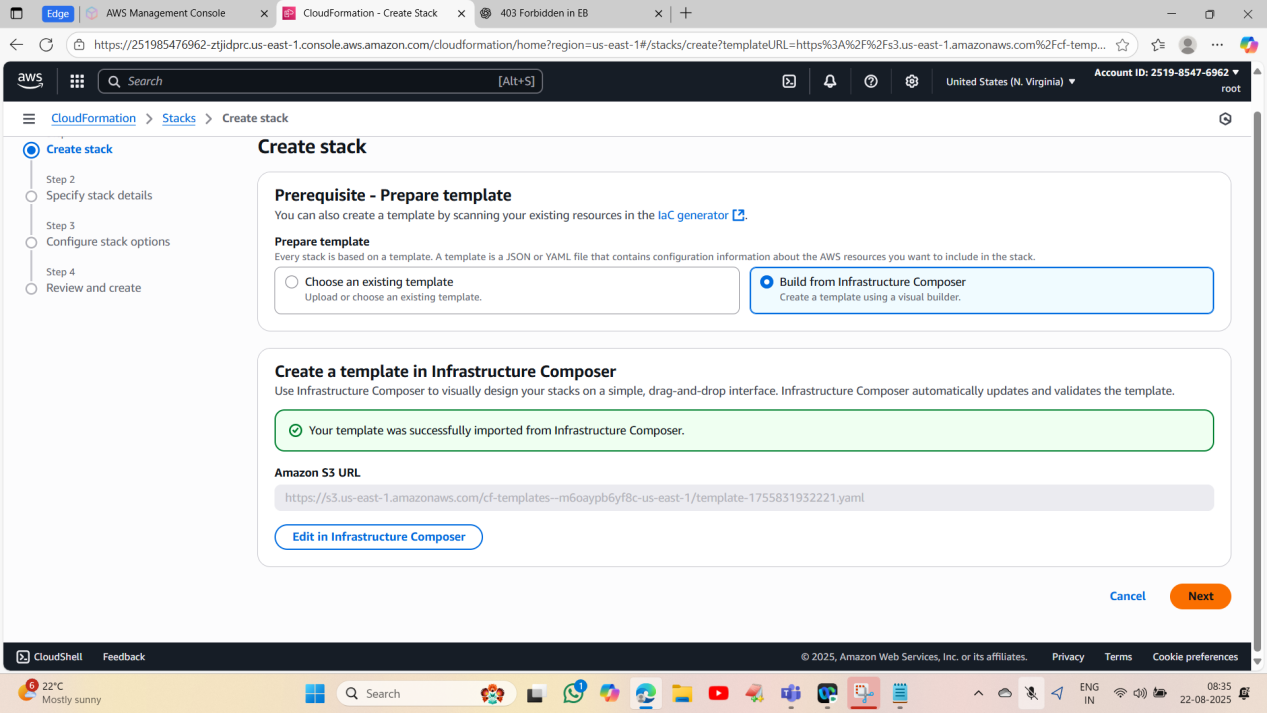 Edge
AWS Management Console
CloudFormation - Create Stack
403 Forbidden in EB
https://251985476962-ztjidprc.us-east-1.console.aws.amazon.com/cloudformation/home?region=us-east-1#/stacks/create?templateURL=https%3A%2F%2Fs3.us-east-1.amazonaws.com%2Fcf-temp...
aws
Search
[Alt+S]
United States (N. Virginia)
Account ID: 2519-8547-6962
root
CloudFormation
Stacks
Create stack
Create stack
Step 2
Specify stack details
Step 3
Configure stack options
Step 4
Review and create
Create stack
Prerequisite - Prepare template
You can also create a template by scanning your existing resources in the IaC generator.
Prepare template
Every stack is based on a template. A template is a JSON or YAML file that contains configuration information about the AWS resources you want to include in the stack.
Choose an existing template
Upload or choose an existing template.
Build from Infrastructure Composer
Create a template using a visual builder.
Create a template in Infrastructure Composer
Use Infrastructure Composer to visually design your stacks on a simple, drag-and-drop interface. Infrastructure Composer automatically updates and validates the template.
Your template was successfully imported from Infrastructure Composer.
Amazon S3 URL
https://s3.us-east-1.amazonaws.com/cf-templates--m6oaypb6yf8c-us-east-1/template-1755831932221.yaml
Edit in Infrastructure Composer
Cancel
Next
CloudShell
Feedback
© 2025, Amazon Web Services, Inc. or its affiliates.
Privacy
Terms
Cookie preferences
6
22°C
Mostly sunny
Search
1
ENG
IN
08:35
22-08-2025